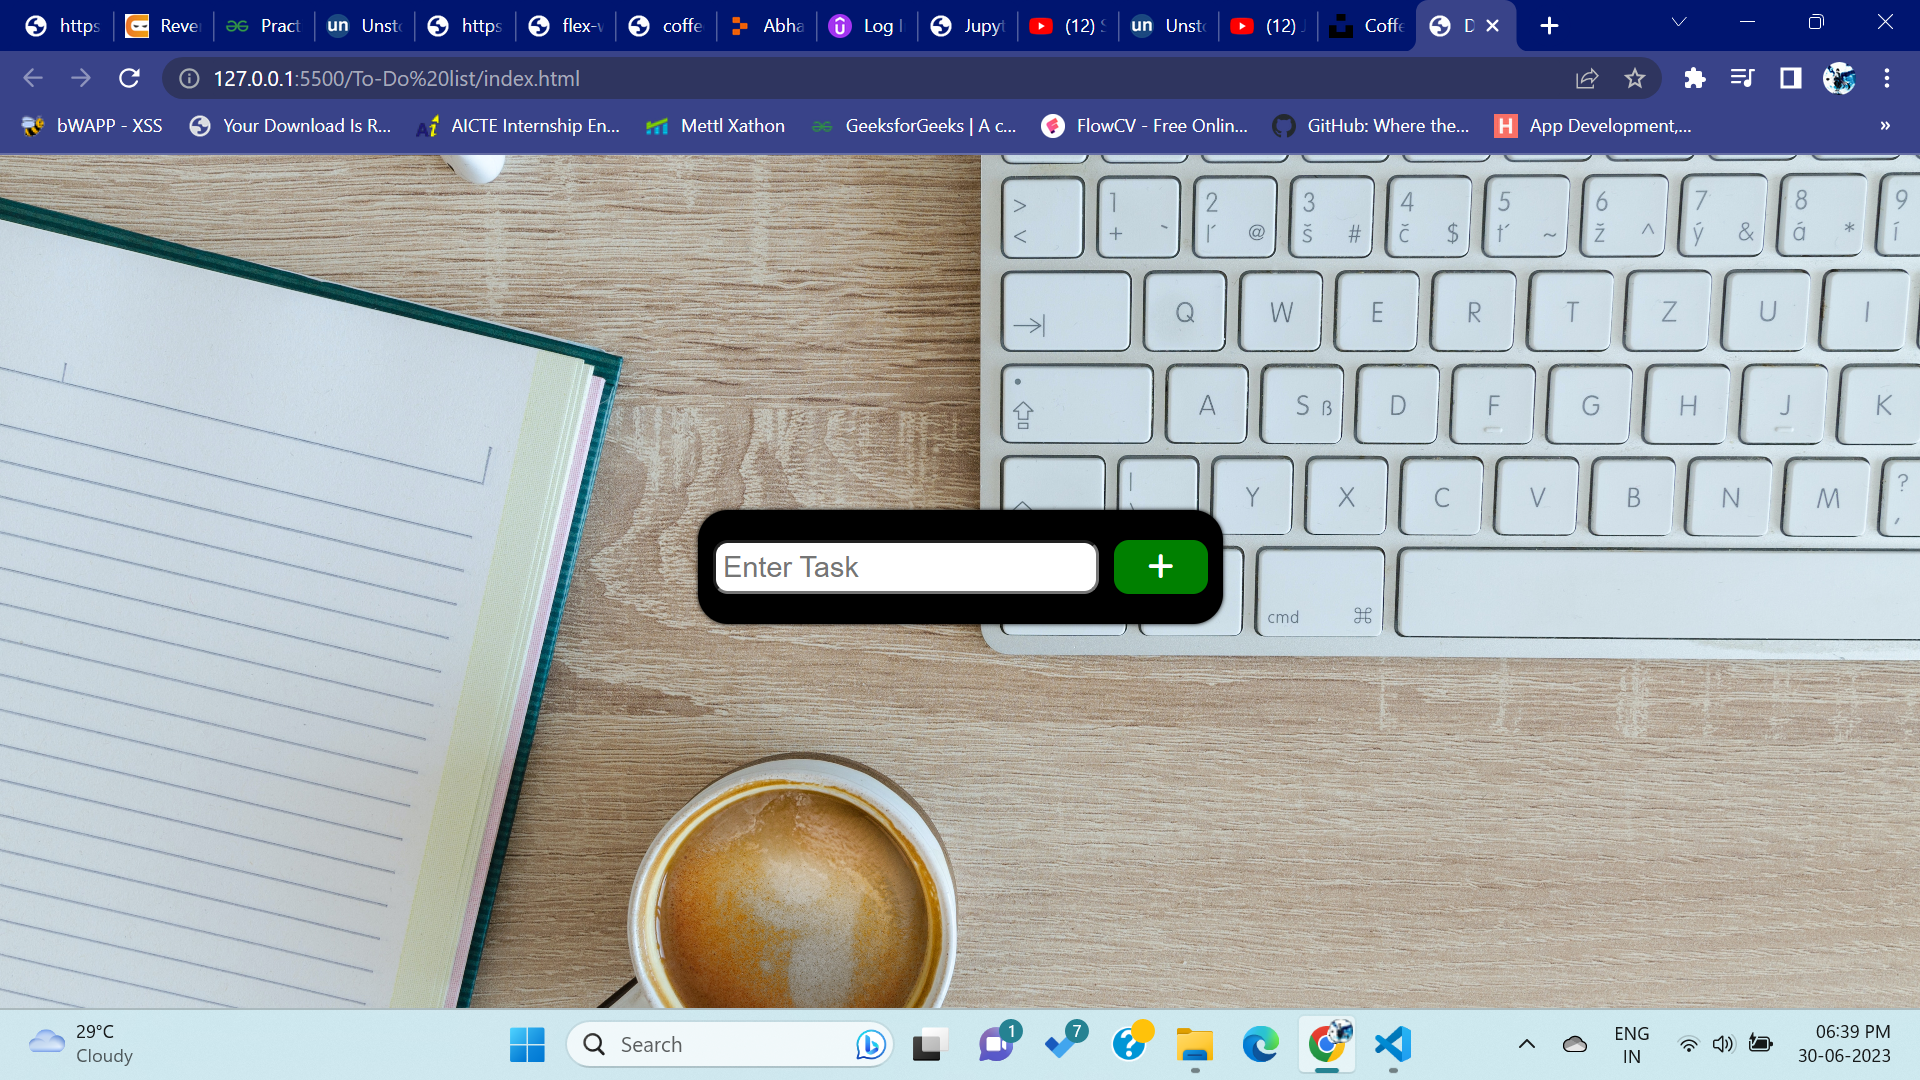 https
Reve
Pract
Unst
https
flex-v
coffe
Abha
Log I
Jupyt
(12) S
Unst
(12) J
Coffe
D
127.0.0.1:5500/To-Do%20list/index.html
bWAPP - XSS
Your Download Is R...
AICTE Internship En...
Mettl Xathon
GeeksforGeeks | A c...
FlowCV - Free Onlin...
GitHub: Where the...
App Development,...
»
> 1 2 3 4 5 6 7 8 9
< + ` ľ @ š # č $ ť ~ ž ^ ý & á * í
Q W E R T Z U I
A S ß D F G H J K
Y X C V B N M ?
,
Enter Task
+
cmd ⌘
29°C
Cloudy
Search
1
7
?
ENG
IN
06:39 PM
30-06-2023